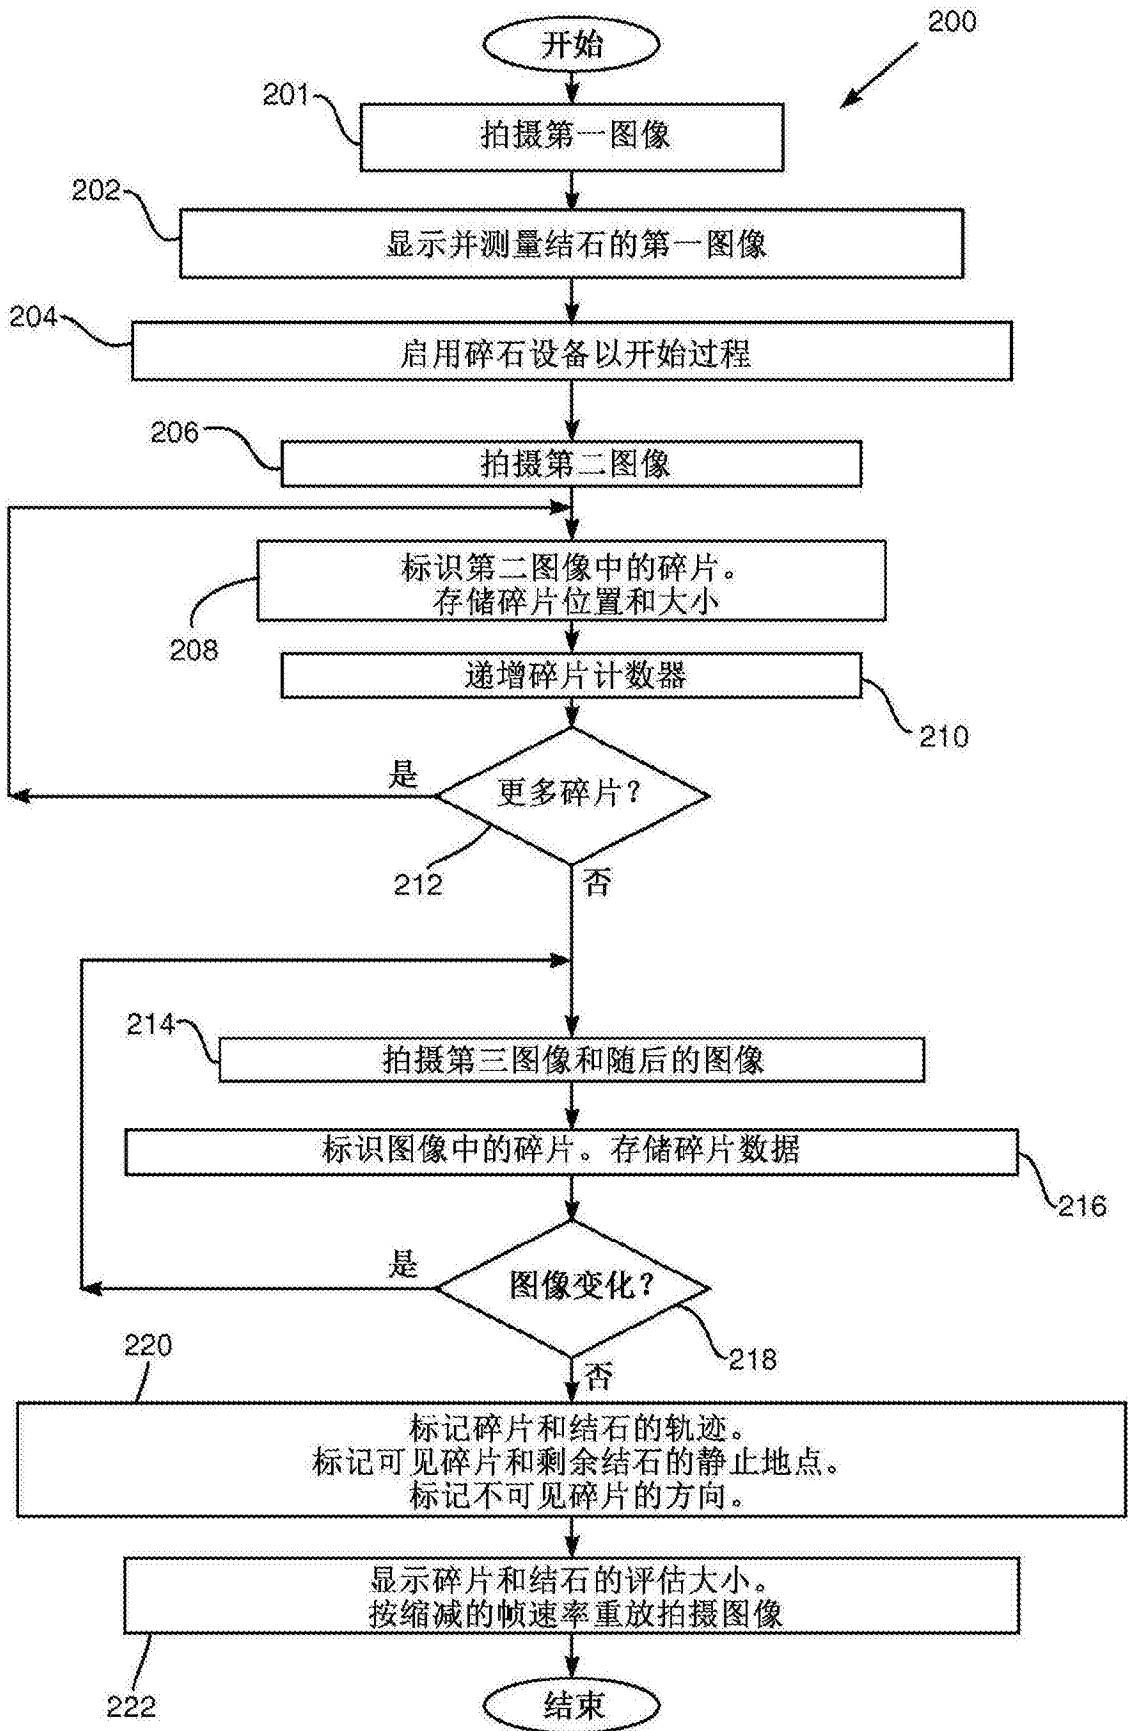 200
开始
201
拍摄第一图像
202
显示并测量结石的第一图像
204
启用碎石设备以开始过程
206
拍摄第二图像
标识第二图像中的碎片。
存储碎片位置和大小
208
递增碎片计数器
210
是
更多碎片？
212
否
214
拍摄第三图像和随后的图像
标识图像中的碎片。存储碎片数据
216
是
图像变化？
218
220
否
标记碎片和结石的轨迹。
标记可见碎片和剩余结石的静止地点。
标记不可见碎片的方向。
显示碎片和结石的评估大小。
按缩减的帧速率重放拍摄图像
222
结束